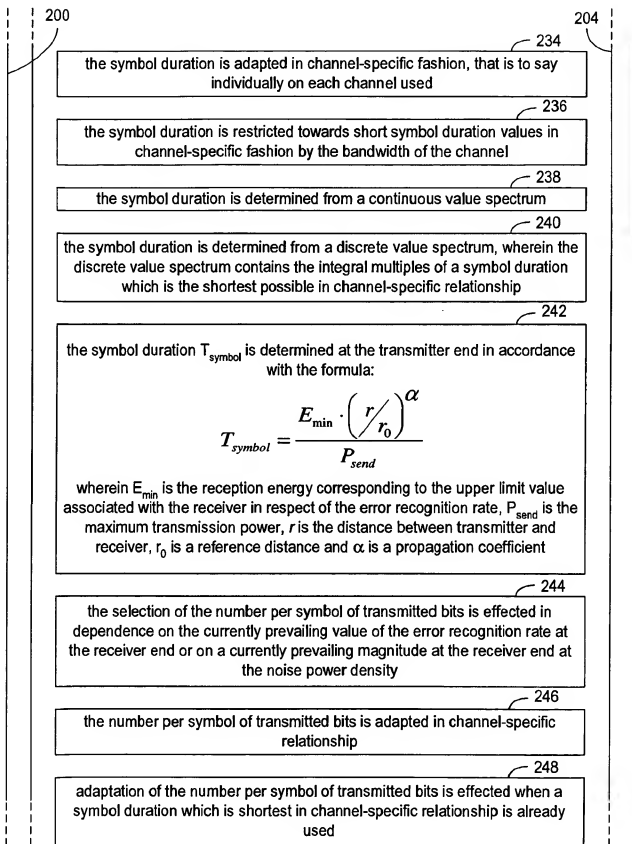 200
204
234
the symbol duration is adapted in channel-specific fashion, that is to say
individually on each channel used
236
the symbol duration is restricted towards short symbol duration values in
channel-specific fashion by the bandwidth of the channel
238
the symbol duration is determined from a continuous value spectrum
240
the symbol duration is determined from a discrete value spectrum, wherein the
discrete value spectrum contains the integral multiples of a symbol duration
which is the shortest possible in channel-specific relationship
242
the symbol duration T_symbol is determined at the transmitter end in accordance
with the formula:
T_symbol = E_min · (r/r_0)^α / P_send
wherein E_min is the reception energy corresponding to the upper limit value
associated with the receiver in respect of the error recognition rate, P_send is the
maximum transmission power, r is the distance between transmitter and
receiver, r_0 is a reference distance and α is a propagation coefficient
244
the selection of the number per symbol of transmitted bits is effected in
dependence on the currently prevailing value of the error recognition rate at
the receiver end or on a currently prevailing magnitude at the receiver end at
the noise power density
246
the number per symbol of transmitted bits is adapted in channel-specific
relationship
248
adaptation of the number per symbol of transmitted bits is effected when a
symbol duration which is shortest in channel-specific relationship is already
used